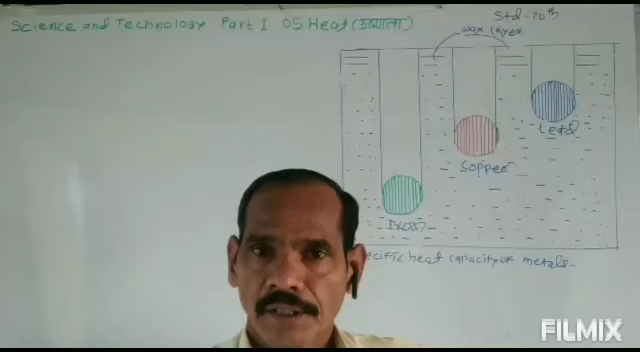 Science and Technology Part I 05 Heat (उष्णता)
Std-10th
wax layer
Lead
Sopper
Iron
ecific heat capacity of metals
FILMIX